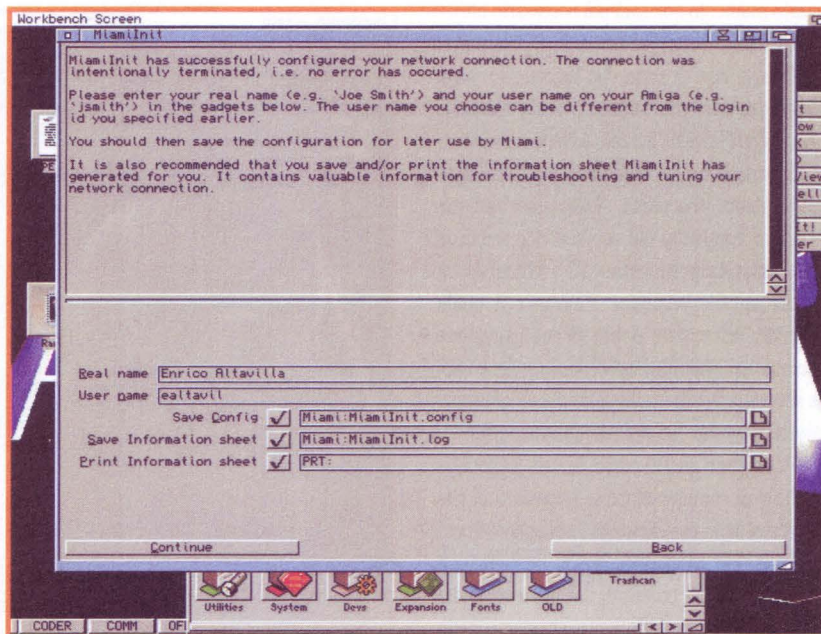 Workbench Screen
MiamiInit
MiamiInit has successfully configured your network connection. The connection was
intentionally terminated, i.e. no error has occured.
Please enter your real name (e.g. 'Joe Smith') and your user name on your Amiga (e.g.
'jsmith') in the gadgets below. The user name you choose can be different from the login
id you specified earlier.
You should then save the configuration for later use by Miami.
It is also recommended that you save and/or print the information sheet MiamiInit has
generated for you. It contains valuable information for troubleshooting and tuning your
network connection.
Real name Enrico Altavilla
User name ealtavil
Save Config Miami:MiamiInit.config
Save Information sheet Miami:MiamiInit.log
Print Information sheet PRT:
Continue Back
Utilities System Devs Expansion Fonts OLD Trashcan
CODER COMM